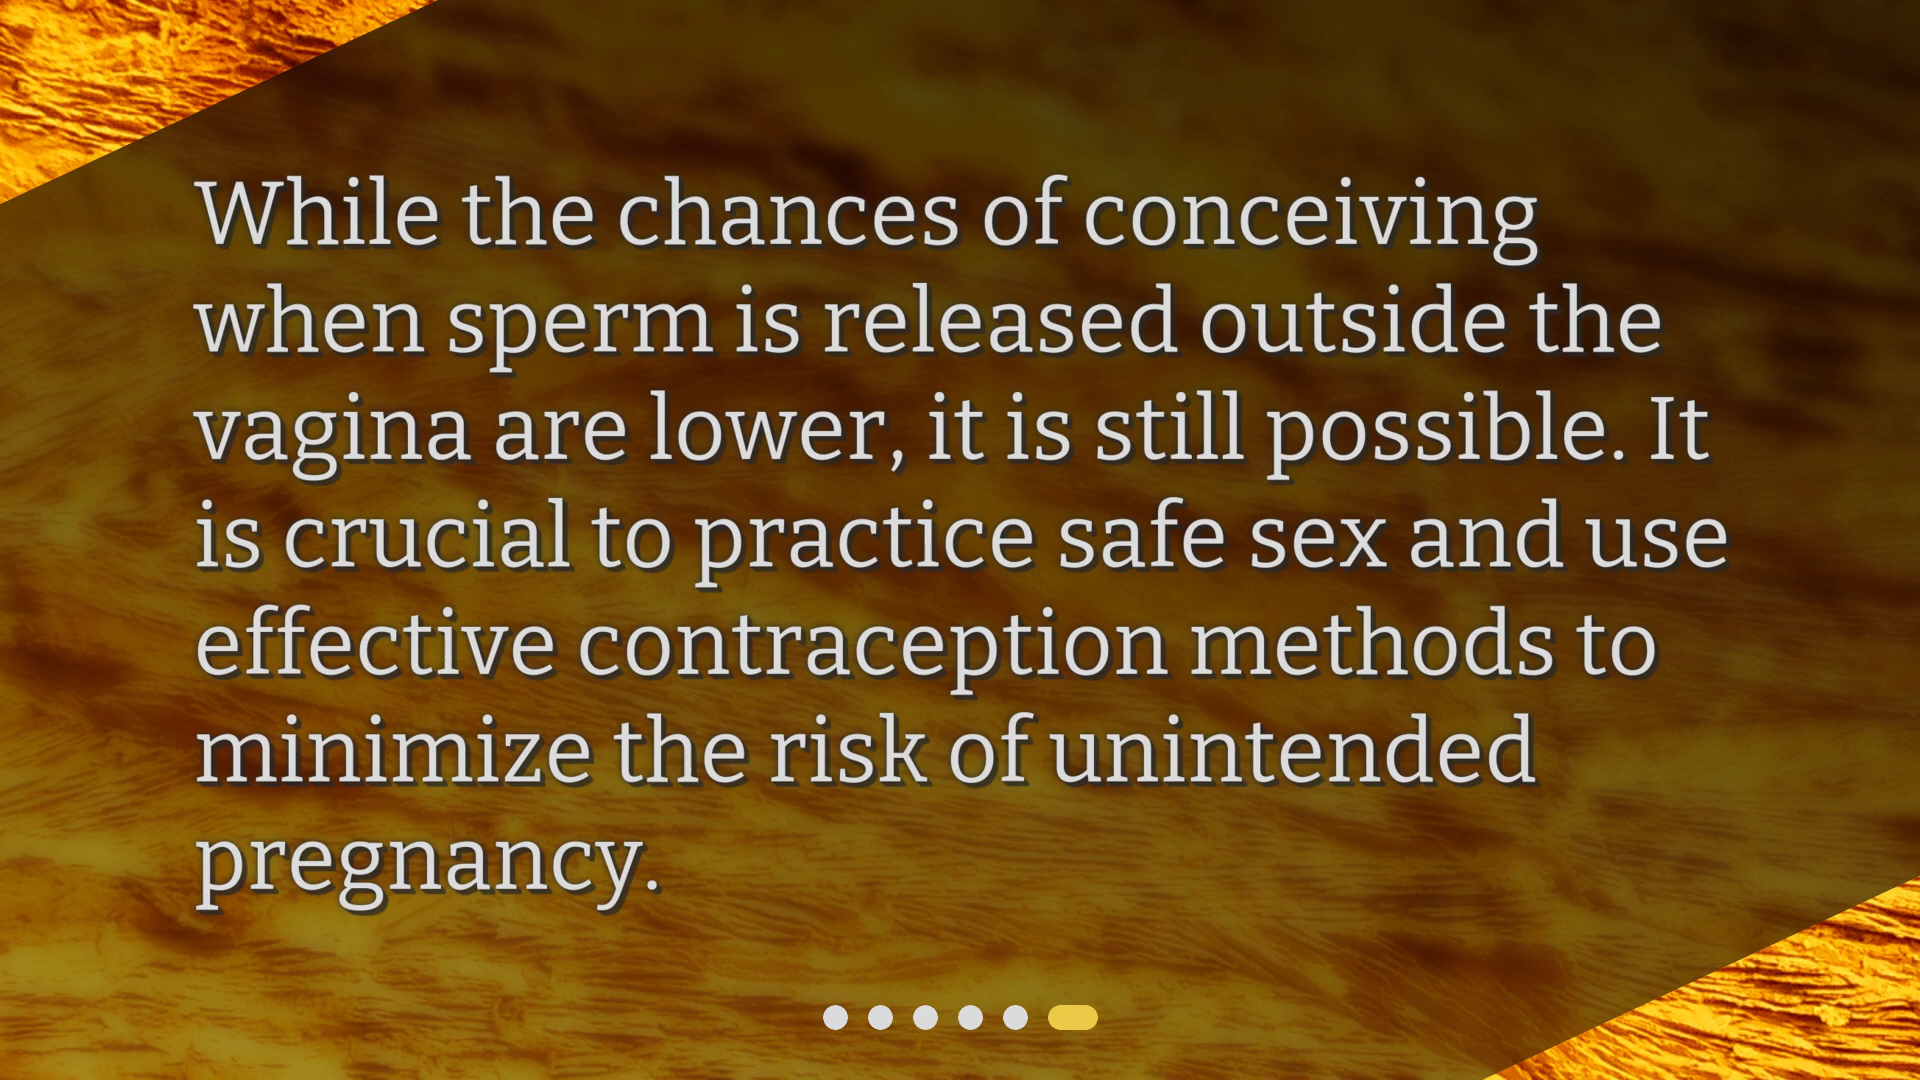 While the chances of conceiving
when sperm is released outside the
vagina are lower, it is still possible. It
is crucial to practice safe sex and use
effective contraception methods to
minimize the risk of unintended
pregnancy.